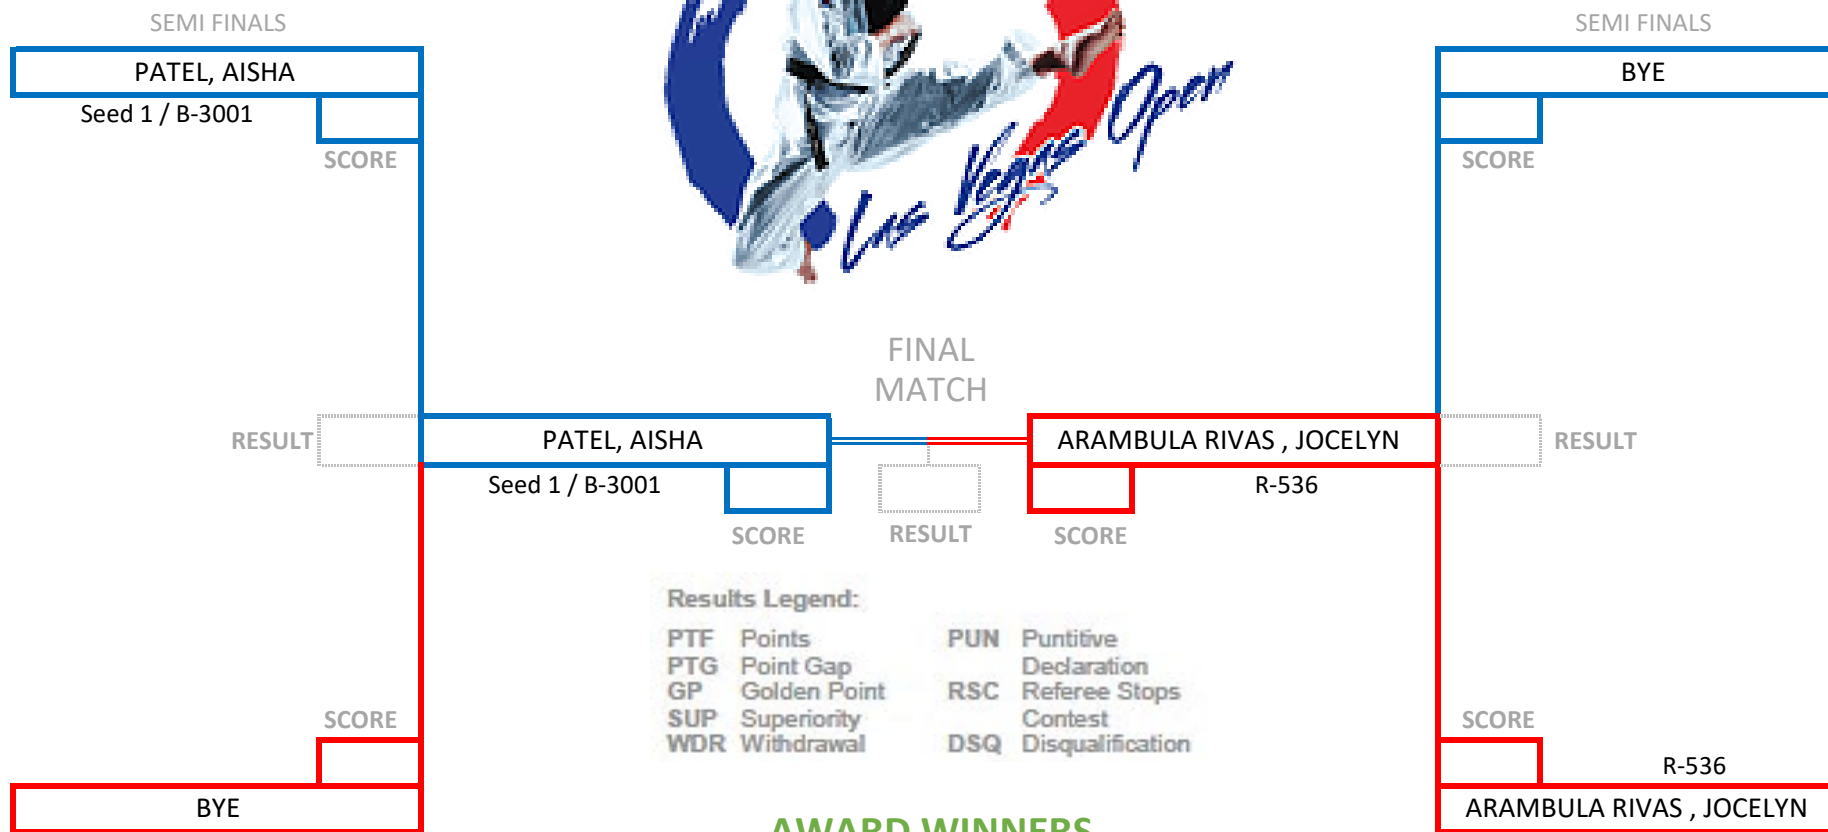 SEMI FINALS
SEMI FINALS
PATEL, AISHA
BYE
Seed 1 / B-3001
SCORE
SCORE
Las Vegas Open
FINAL
MATCH
RESULT
PATEL, AISHA
ARAMBULA RIVAS , JOCELYN
RESULT
Seed 1 / B-3001
R-536
SCORE
RESULT
SCORE
Results Legend:
PTF Points
PTG Point Gap
GP Golden Point
SUP Superiority
WDR Withdrawal
PUN Puntitive
Declaration
RSC Referee Stops
Contest
DSQ Disqualification
SCORE
SCORE
R-536
BYE
ARAMBULA RIVAS , JOCELYN
AWARD WINNERS